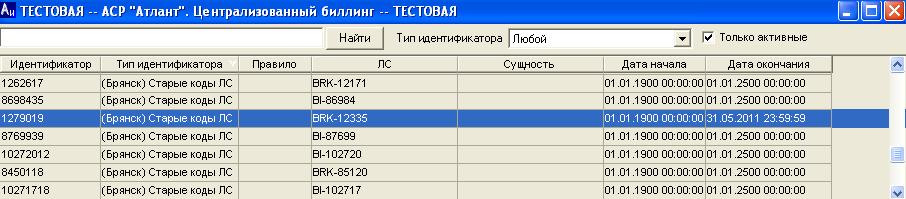 ТЕСТОВАЯ -- АСР "Атлант". Централизованный биллинг -- ТЕСТОВАЯ
Найти Тип идентификатора Любой Только активные
Идентификатор Тип идентификатора Правило ЛС Сущность Дата начала Дата окончания
1262617 (Брянск) Старые коды ЛС BRK-12171 01.01.1900 00:00:00 01.01.2500 00:00:00
8698435 (Брянск) Старые коды ЛС BI-86984 01.01.1900 00:00:00 01.01.2500 00:00:00
1279019 (Брянск) Старые коды ЛС BRK-12335 01.01.1900 00:00:00 31.05.2011 23:59:59
8769939 (Брянск) Старые коды ЛС BI-87699 01.01.1900 00:00:00 01.01.2500 00:00:00
10272012 (Брянск) Старые коды ЛС BI-102720 01.01.1900 00:00:00 01.01.2500 00:00:00
8450118 (Брянск) Старые коды ЛС BRK-85120 01.01.1900 00:00:00 01.01.2500 00:00:00
10271718 (Брянск) Старые коды ЛС BI-102717 01.01.1900 00:00:00 01.01.2500 00:00:00